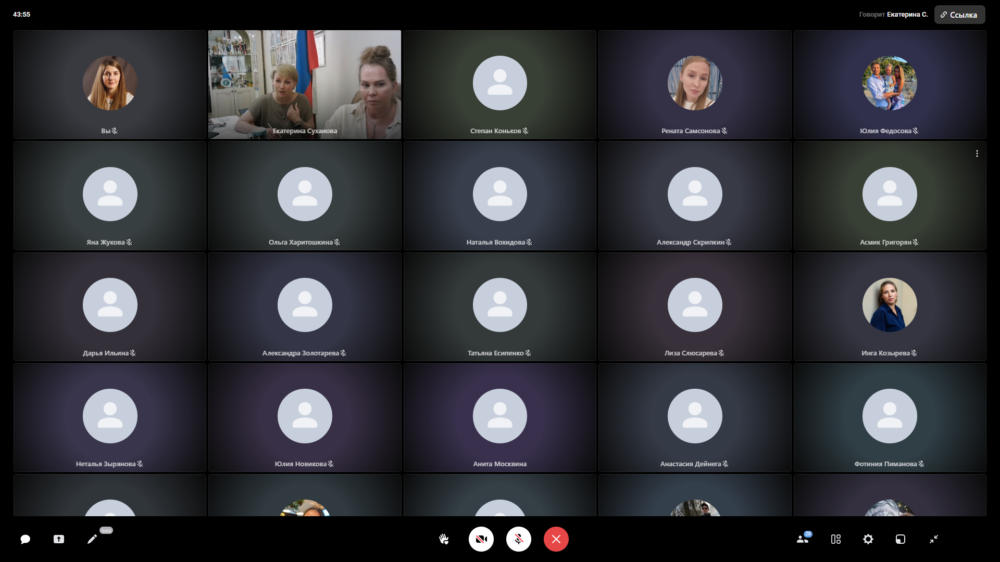 43:55
Говорит Екатерина С.
Ссылка
Вы
Екатерина Суханова
Степан Коньков
Рената Самсонова
Юлия Федосова
Яна Жукова
Ольга Харитошкина
Наталья Вохидова
Александр Скрипкин
Асмик Григорян
Дарья Ильина
Александра Золотарева
Татьяна Есипенко
Лиза Слюсарева
Инга Козырева
Неталья Зырянова
Юлия Новикова
Анита Москвина
Анастасия Дейнега
Фотиния Пиманова
beta
29